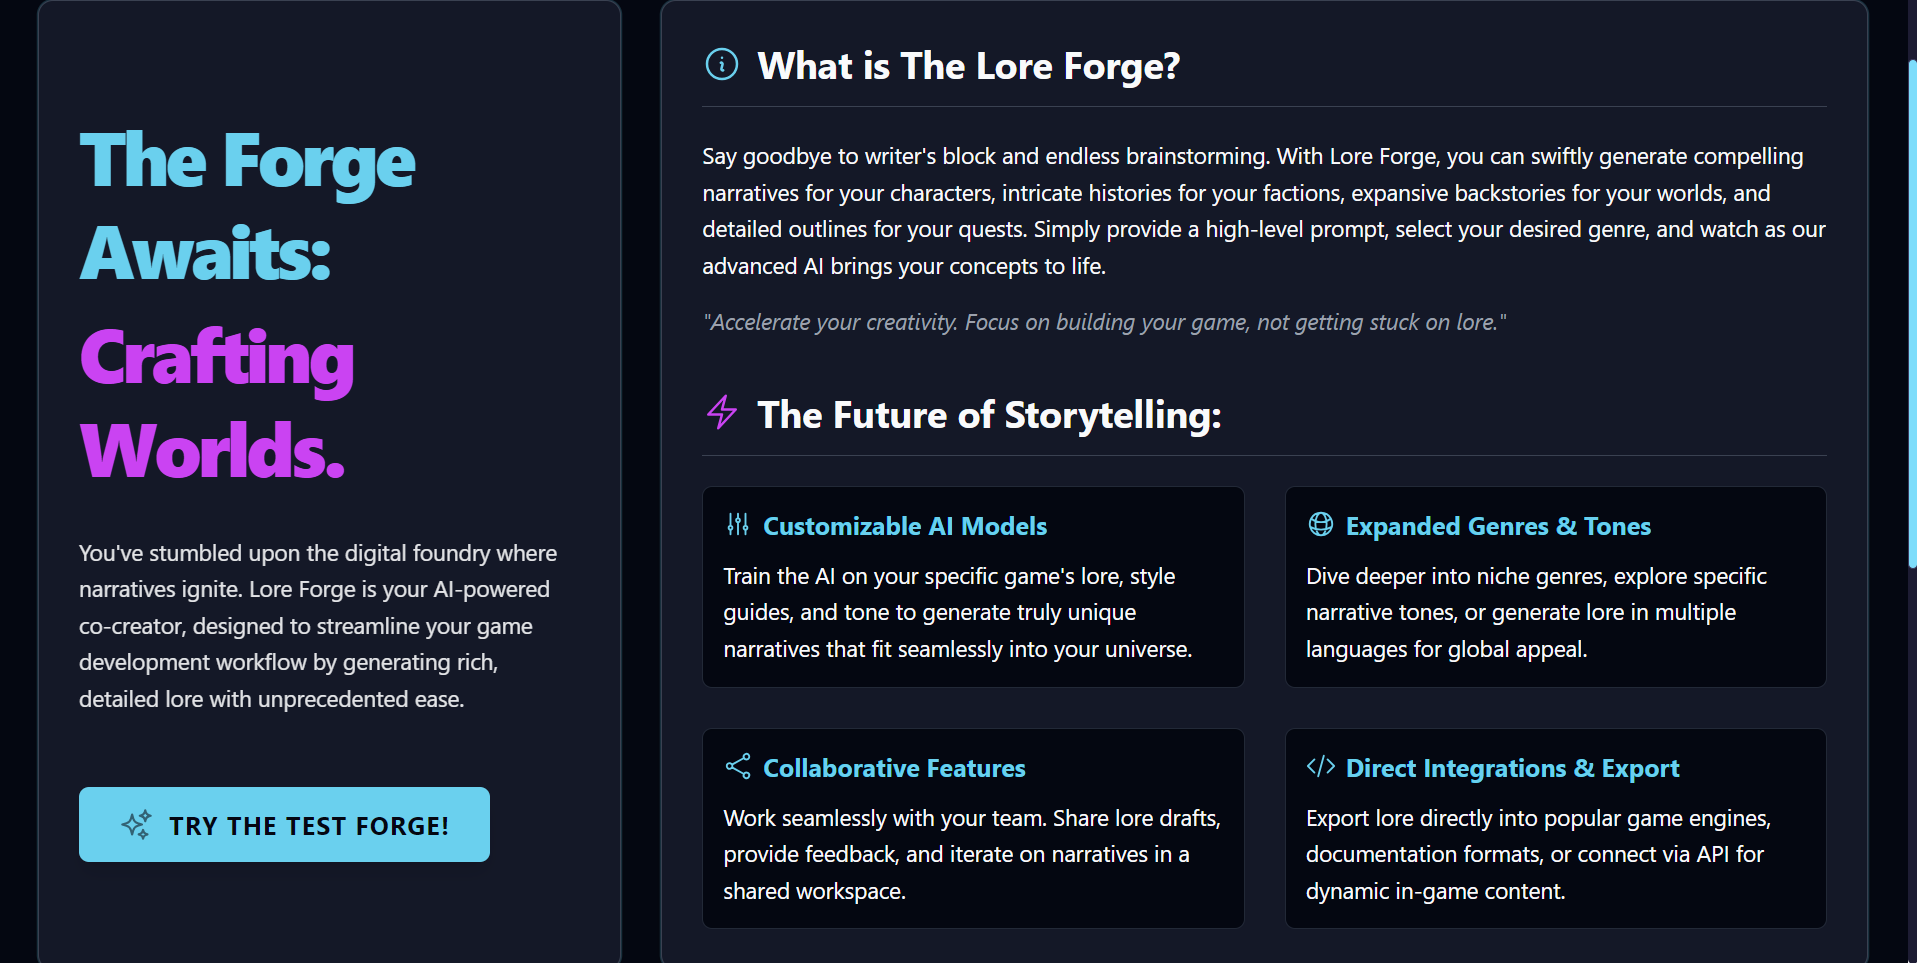 The Forge
Awaits:
Crafting
Worlds.
You've stumbled upon the digital foundry where
narratives ignite. Lore Forge is your AI-powered
co-creator, designed to streamline your game
development workflow by generating rich,
detailed lore with unprecedented ease.
TRY THE TEST FORGE!
What is The Lore Forge?
Say goodbye to writer's block and endless brainstorming. With Lore Forge, you can swiftly generate compelling
narratives for your characters, intricate histories for your factions, expansive backstories for your worlds, and
detailed outlines for your quests. Simply provide a high-level prompt, select your desired genre, and watch as our
advanced AI brings your concepts to life.
"Accelerate your creativity. Focus on building your game, not getting stuck on lore."
The Future of Storytelling:
Customizable AI Models
Train the AI on your specific game's lore, style
guides, and tone to generate truly unique
narratives that fit seamlessly into your universe.
Expanded Genres & Tones
Dive deeper into niche genres, explore specific
narrative tones, or generate lore in multiple
languages for global appeal.
Collaborative Features
Work seamlessly with your team. Share lore drafts,
provide feedback, and iterate on narratives in a
shared workspace.
Direct Integrations & Export
Export lore directly into popular game engines,
documentation formats, or connect via API for
dynamic in-game content.